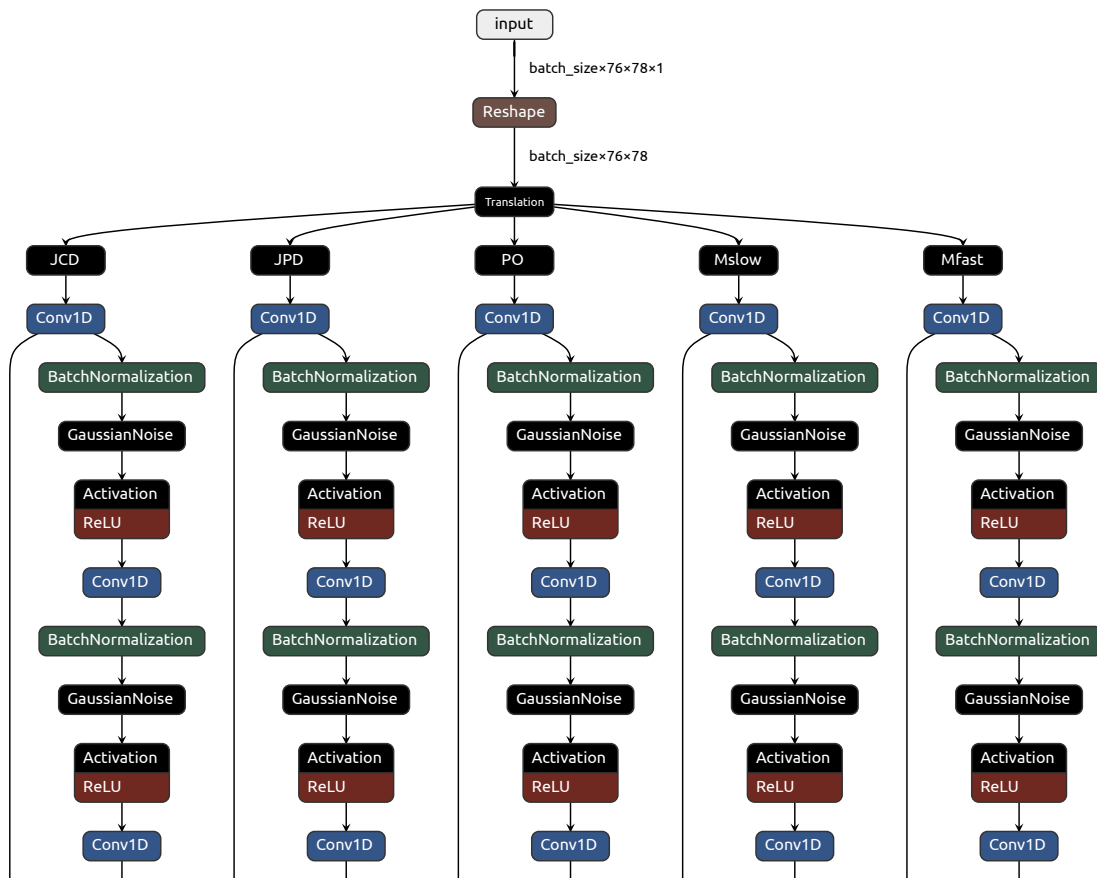 input
batch_size×76×78×1
Reshape
batch_size×76×78
Translation
JCD JPD PO Mslow Mfast
Conv1D Conv1D Conv1D Conv1D Conv1D
BatchNormalization BatchNormalization BatchNormalization BatchNormalization BatchNormalization
GaussianNoise GaussianNoise GaussianNoise GaussianNoise GaussianNoise
Activation Activation Activation Activation Activation
ReLU ReLU ReLU ReLU ReLU
Conv1D Conv1D Conv1D Conv1D Conv1D
BatchNormalization BatchNormalization BatchNormalization BatchNormalization BatchNormalization
GaussianNoise GaussianNoise GaussianNoise GaussianNoise GaussianNoise
Activation Activation Activation Activation Activation
ReLU ReLU ReLU ReLU ReLU
Conv1D Conv1D Conv1D Conv1D Conv1D